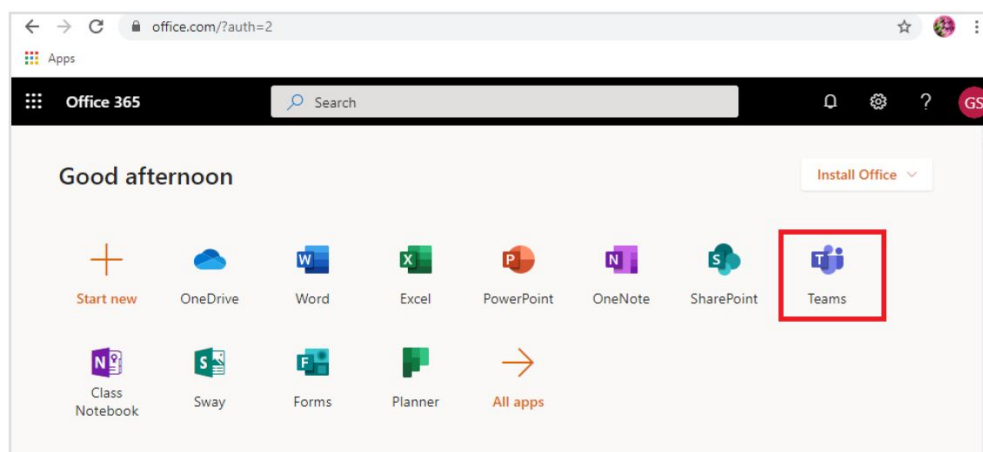 office.com/?auth=2
Apps
Office 365
Search
?
GS
Good afternoon
Install Office
Start new
OneDrive
W
Word
X
Excel
P
PowerPoint
N
OneNote
S
SharePoint
T
Teams
N
Class
Notebook
S
Sway
F
Forms
Planner
All apps